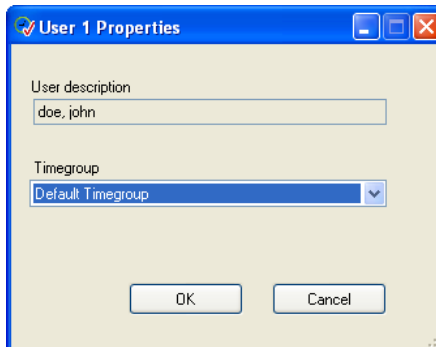 User 1 Properties
User description
doe, john
Timegroup
Default Timegroup
OK
Cancel